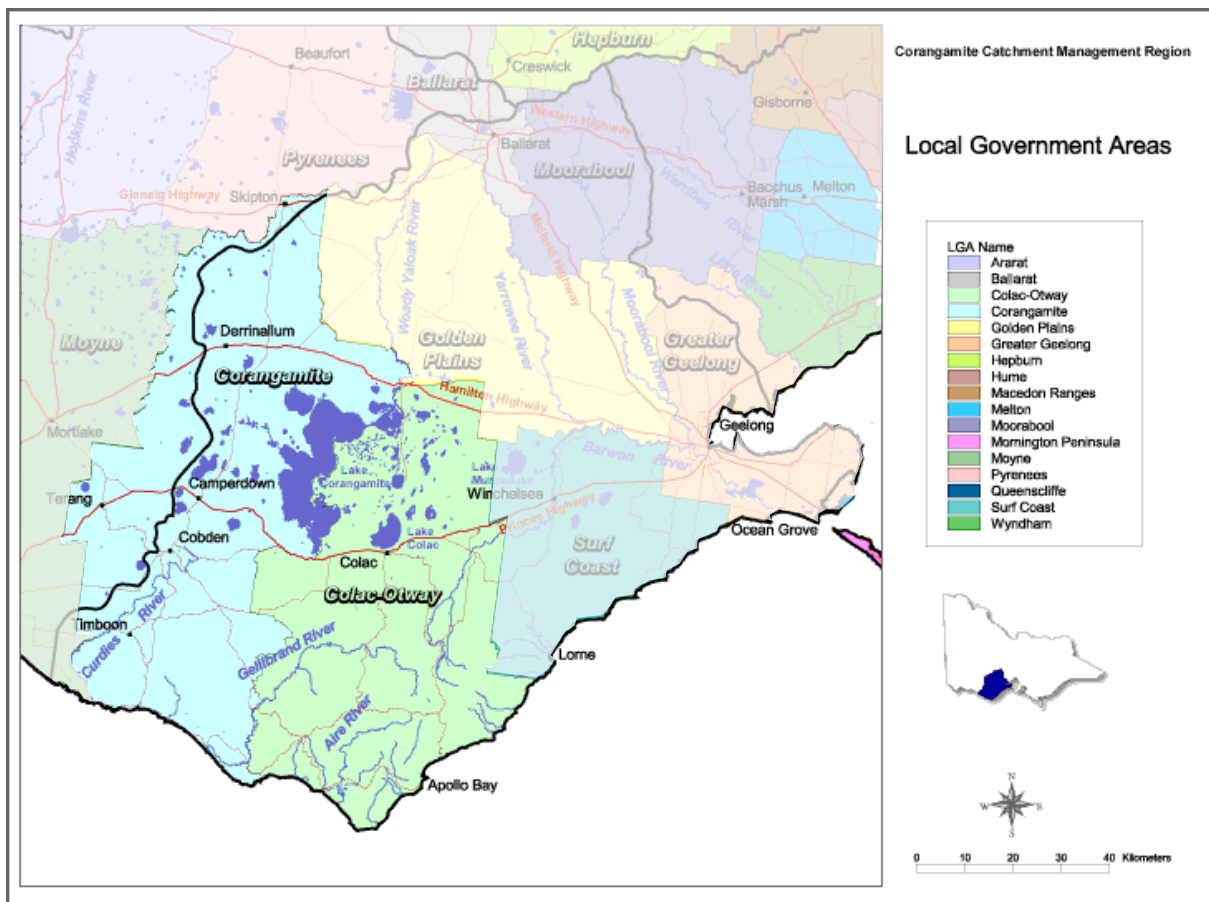 Corangamite Catchment Management Region
Local Government Areas
LGA Name
Ararat
Ballarat
Colac-Otway
Corangamite
Golden Plains
Greater Geelong
Hepburn
Hume
Macedon Ranges
Melton
Moorabool
Mornington Peninsula
Moyne
Pyrenees
Queenscliffe
Surf Coast
Wyndham
N
W
S
0 10 20 30 40 Kilometers
Hepburn
Beaufort
Creswick
Ballarat
Gisborne
Hopkins River
Western Highway
Ballarat
Pyrenees
Moorabool
Glenelg Highway
Skipton
Werribee River
Bacchus
Marsh
Melton
Woady Yaloak River
Midland Highway
Little River
Yarrowee River
Moorabool River
Moyne
Derrinallum
Golden
Plains
Greater
Geelong
Corangamite
Hamilton Highway
Mortlake
Geelong
Barwon River
Lake
Corangamite
Lake
Murdeduke
Terang
Camperdown
Winchelsea
Princes Highway
Ocean Grove
Cobden
Lake
Colac
Colac
Surf
Coast
Colac-Otway
Timboon
Curdies River
Gellibrand River
Lorne
Aire River
Apollo Bay